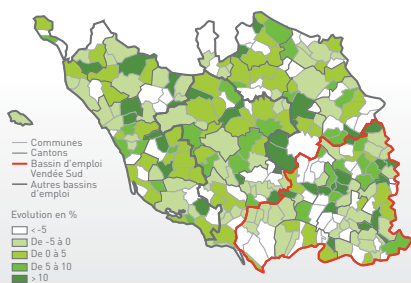 Communes
Cantons
Bassin d'emploi
Vendée Sud
Autres bassins
d'emploi
Evolution en %
< -5
De -5 à 0
De 0 à 5
De 5 à 10
> 10